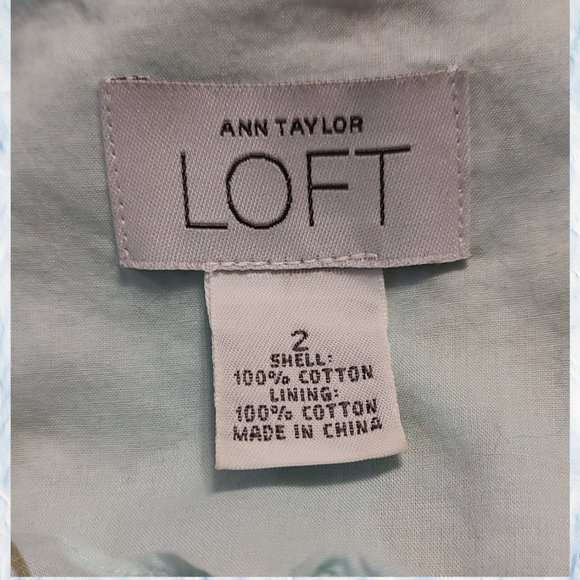 ANN TAYLOR
LOFT
2
SHELL:
100% COTTON
LINING:
100% COTTON
MADE IN CHINA